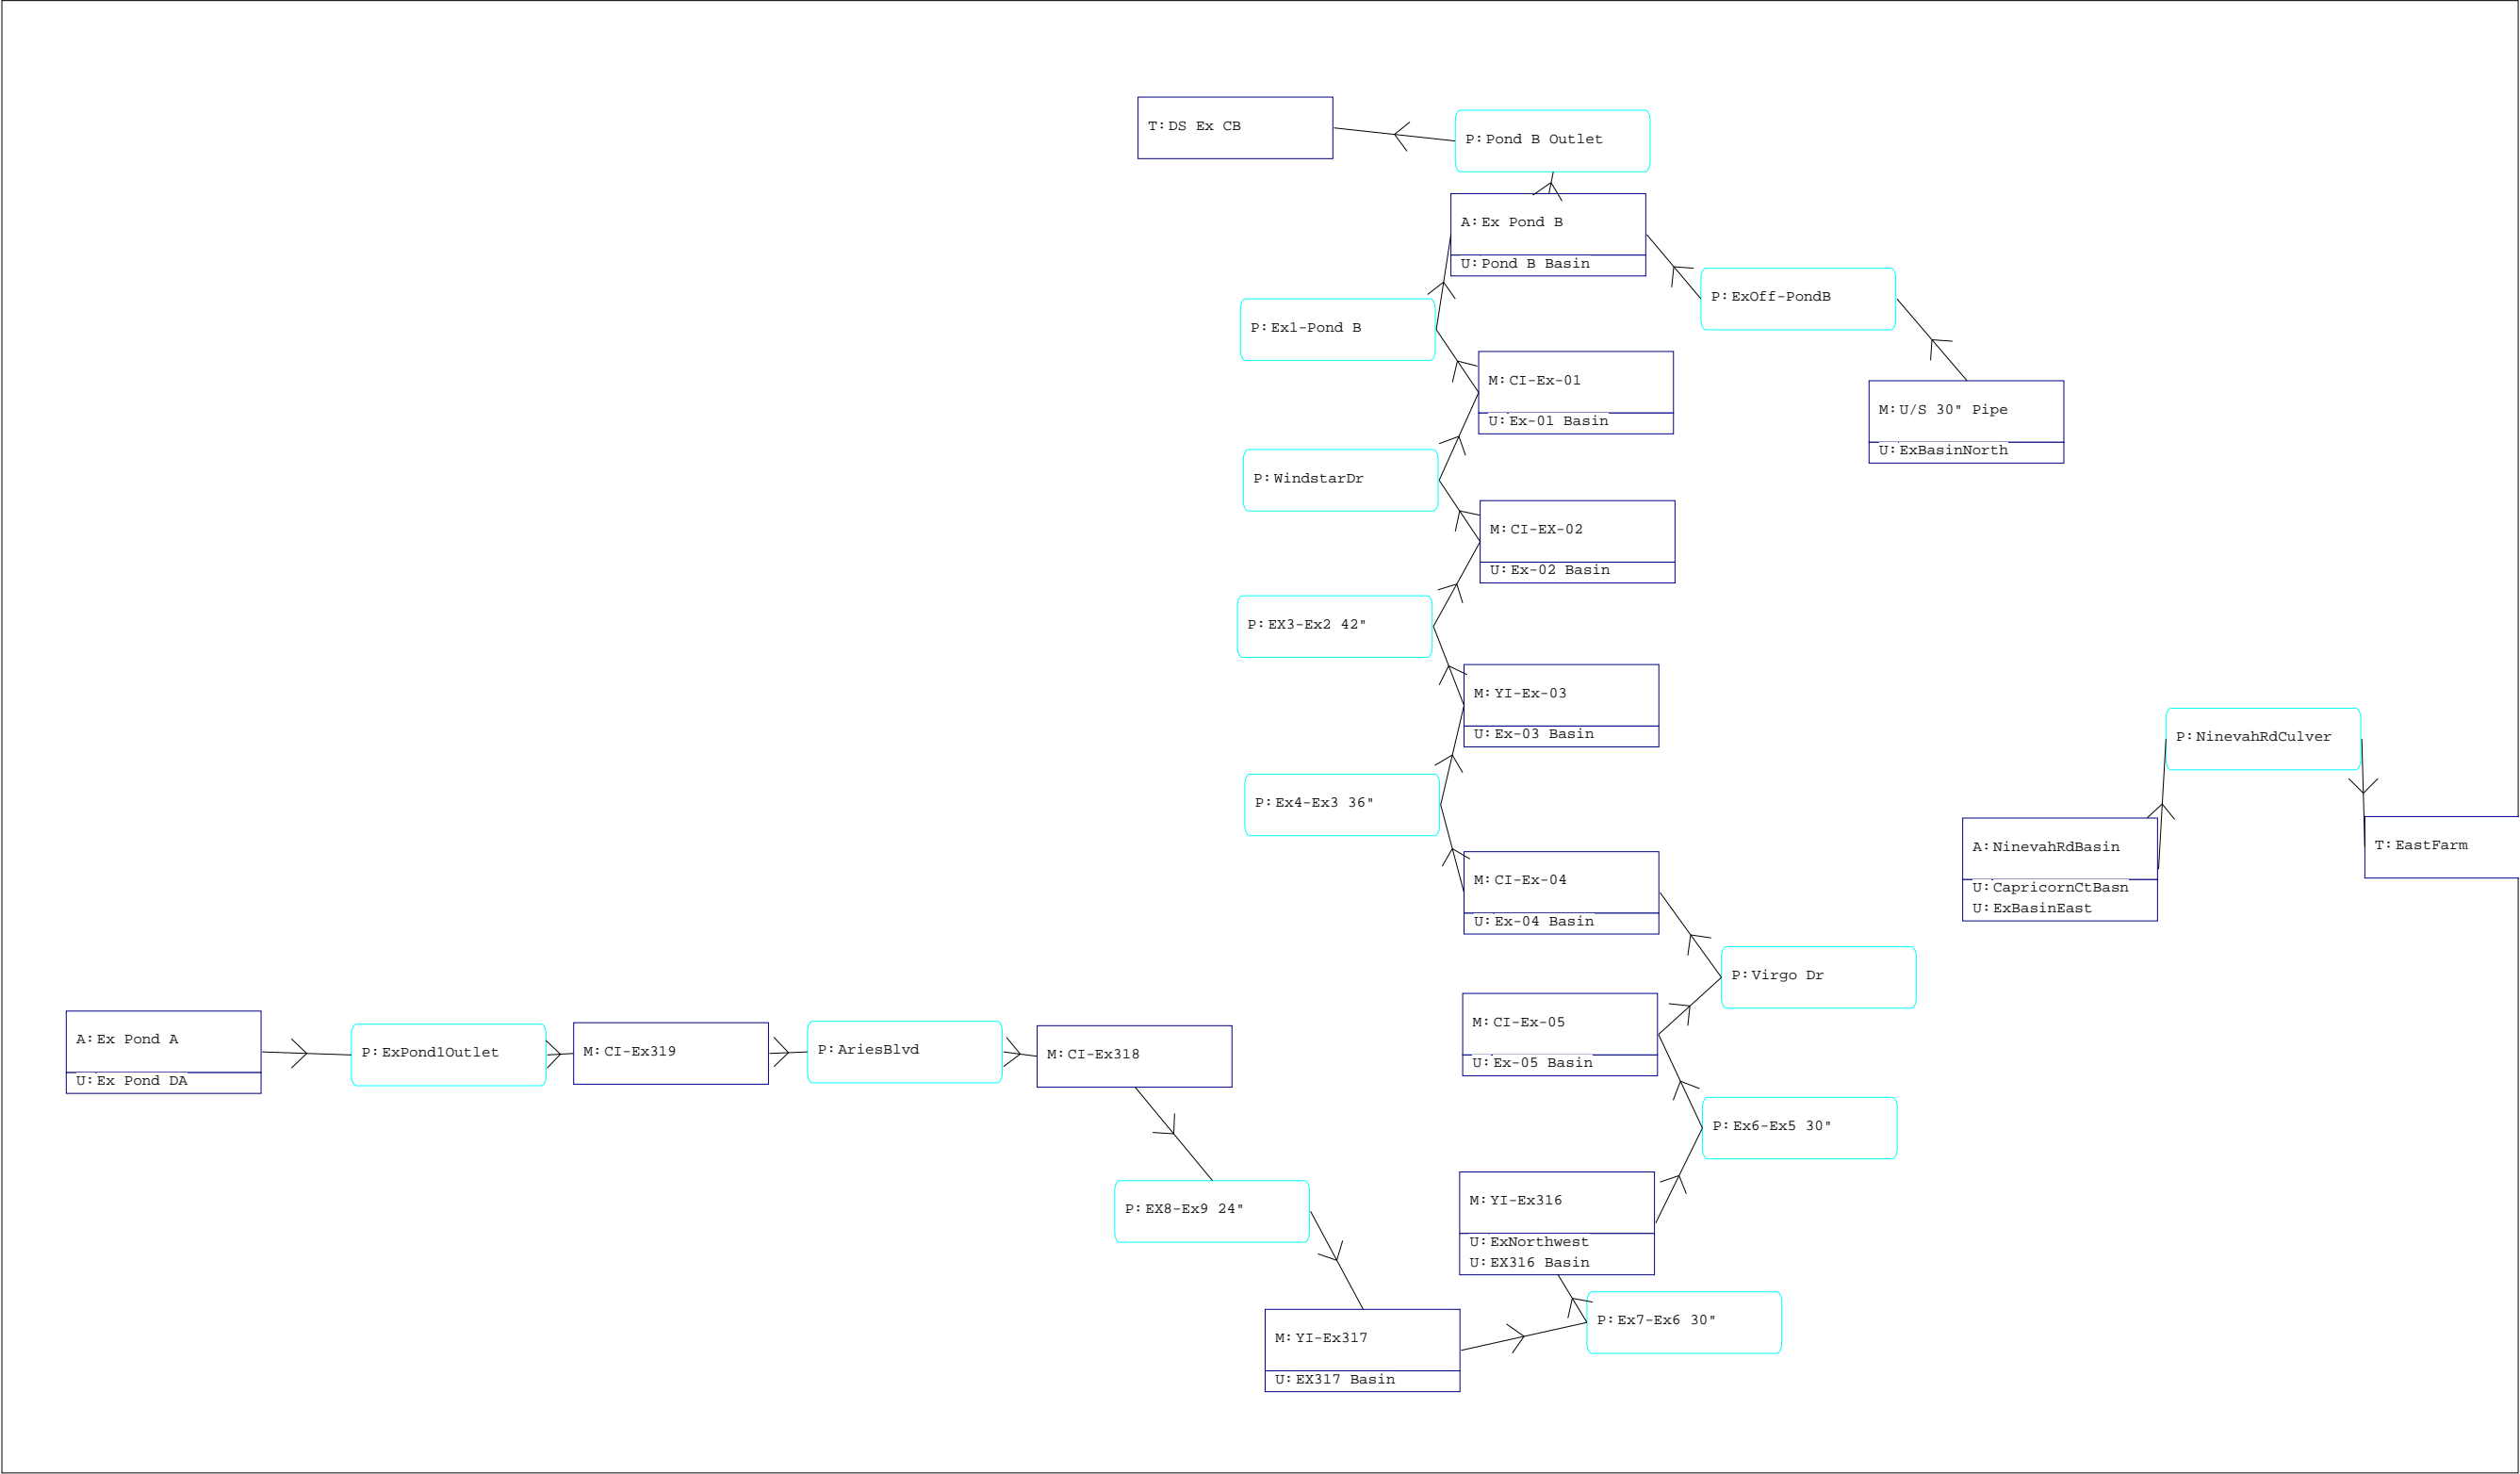 T:DS Ex CB
P:Pond B Outlet
A:Ex Pond B
U:Pond B Basin
P:ExOff-PondB
P:Ex1-Pond B
M:CI-Ex-01
U:Ex-01 Basin
M:U/S 30" Pipe
U:ExBasinNorth
P:WindstarDr
M:CI-EX-02
U:Ex-02 Basin
P:EX3-Ex2 42"
M:YI-Ex-03
U:Ex-03 Basin
P:NinevahRdCulver
P:Ex4-Ex3 36"
A:NinevahRdBasin
U:CapricornCtBasn
U:ExBasinEast
T:EastFarm
M:CI-Ex-04
U:Ex-04 Basin
P:Virgo Dr
M:CI-Ex-05
U:Ex-05 Basin
A:Ex Pond A
U:Ex Pond DA
P:ExPond1Outlet
M:CI-Ex319
P:AriesBlvd
M:CI-Ex318
P:Ex6-Ex5 30"
P:EX8-Ex9 24"
M:YI-Ex316
U:ExNorthwest
U:EX316 Basin
P:Ex7-Ex6 30"
M:YI-Ex317
U:EX317 Basin